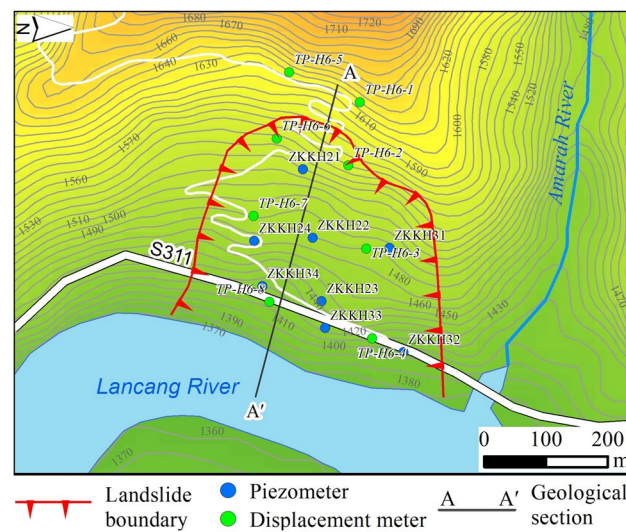 N
1680
1670
1710
1720
1690
1660
1640
1630
1620
1580
1550
1540
1520
1480
TP-H6-5
A
TP-H6-1
1610
1600
1570
TP-H6-6
TP-H6-2
1590
ZKKH21
1560
Amarah River
1530
1510
1500
1490
TP-H6-7
ZKKH24
ZKKH22
ZKKH31
TP-H6-3
S311
1480
1470
ZKKH34
TP-H6-8
ZKKH23
1460
1450
1430
ZKKH33
1370
1390
1410
1420
1400
TP-H6-4
ZKKH32
1380
Lancang River
A'
1360
1370
0 100 200
m
Landslide
boundary
Piezometer
Displacement meter
A A' Geological
section